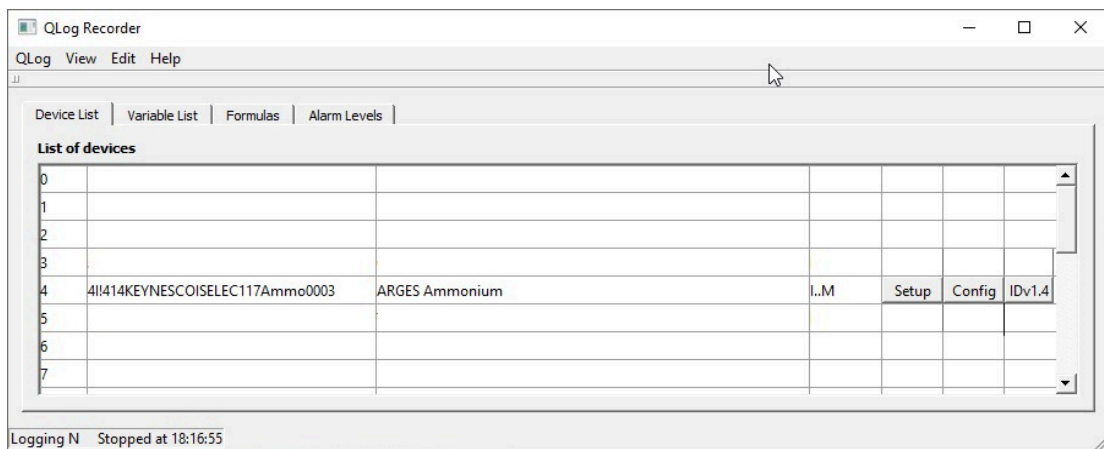 QLog Recorder
QLog View Edit Help
Device List Variable List Formulas Alarm Levels
List of devices
0
1
2
3
4 4I!414KEYNESCOISELEC117Ammo0003 ARGES Ammonium I..M Setup Config IDv1.4
5
6
7
Logging N Stopped at 18:16:55